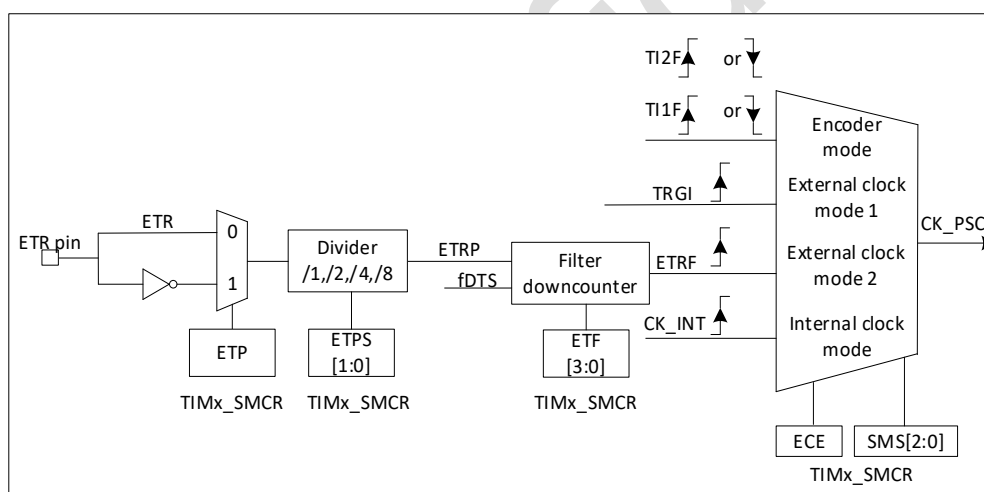 TI2F or
TI1F or
Encoder
mode
TRGI
External clock
mode 1
CK_PSC
ETR pin
ETR
0
1
Divider
/1,/2,/4,/8
ETRP
fDTS
Filter
downcounter
ETRF
External clock
mode 2
CK_INT
Internal clock
mode
ETP
ETPS
[1:0]
ETF
[3:0]
TIMx_SMCR
TIMx_SMCR
TIMx_SMCR
ECE
SMS[2:0]
TIMx_SMCR